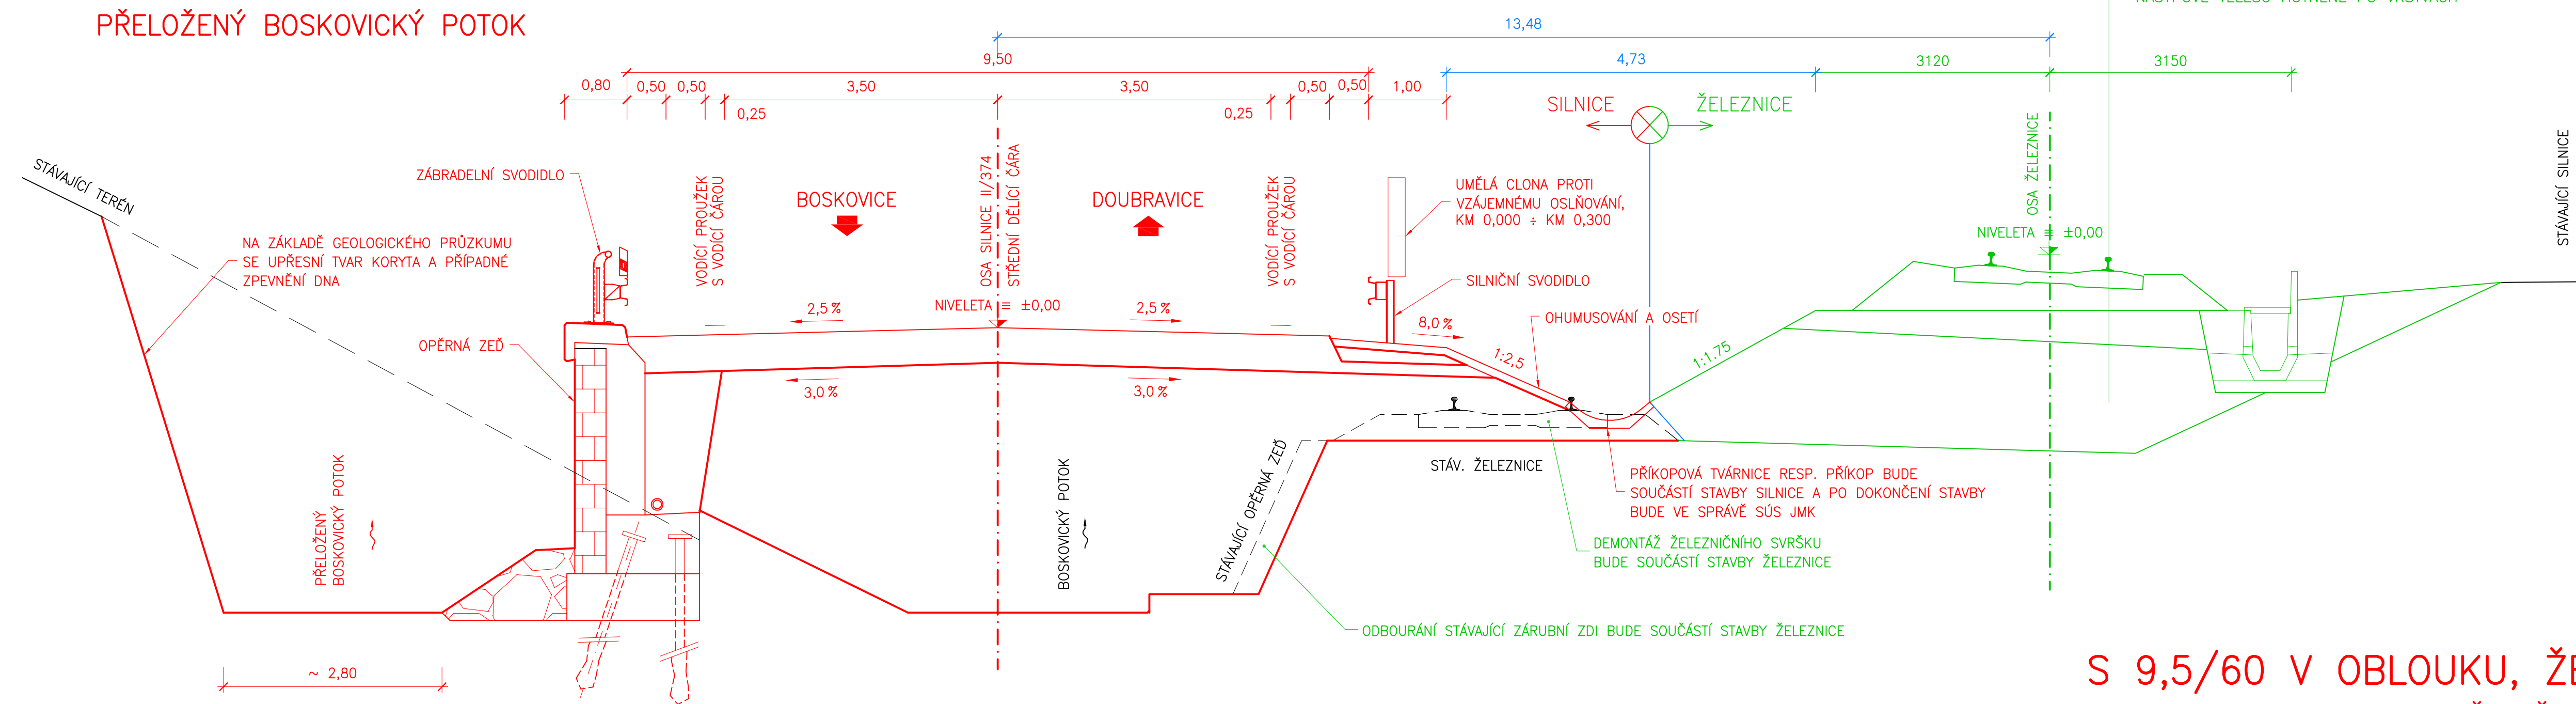 PŘELOŽENÝ BOSKOVICKÝ POTOK
13,48
9,50
4,73
3120
3150
0,80
0,50
0,50
3,50
3,50
0,50
0,50
1,00
0,25
0,25
SILNICE
ŽELEZNICE
STÁVAJÍCÍ TERÉN
ZÁBRADELNÍ SVODIDLO
NA ZÁKLADĚ GEOLOGICKÉHO PRŮZKUMU
SE UPŘESNÍ TVAR KORYTA A PŘÍPADNÉ
ZPEVNĚNÍ DNA
OPĚRNÁ ZEĎ
VODÍCÍ PROUŽEK
S VODÍCÍ ČÁROU
BOSKOVICE
OSA SILNICE II/374
STŘEDNÍ DĚLÍCÍ ČÁRA
DOUBRAVICE
VODÍCÍ PROUŽEK
S VODÍCÍ ČÁROU
UMĚLÁ CLONA PROTI
VZÁJEMNÉMU OSLŇOVÁNÍ,
KM 0,000 ÷ KM 0,300
SILNIČNÍ SVODIDLO
OSA ŽELEZNICE
NIVELETA ≡ ±0,00
STÁVAJÍCÍ SILNICE
2,5 %
NIVELETA ≡ ±0,00
2,5 %
8,0 %
OHUMUSOVÁNÍ A OSETÍ
1:2,5
1:1.75
3,0 %
3,0 %
PŘELOŽENÝ
BOSKOVICKÝ POTOK
BOSKOVICKÝ POTOK
STÁVAJÍCÍ OPĚRNÁ ZEĎ
STÁV. ŽELEZNICE
PŘÍKOPOVÁ TVÁRNICE RESP. PŘÍKOP BUDE
SOUČÁSTÍ STAVBY SILNICE A PO DOKONČENÍ STAVBY
BUDE VE SPRÁVĚ SÚS JMK
DEMONTÁŽ ŽELEZNIČNÍHO SVRŠKU
BUDE SOUČÁSTÍ STAVBY ŽELEZNICE
ODBOURÁNÍ STÁVAJÍCÍ ZÁRUBNÍ ZDI BUDE SOUČÁSTÍ STAVBY ŽELEZNICE
~ 2,80
S 9,5/60 V OBLOUKU,